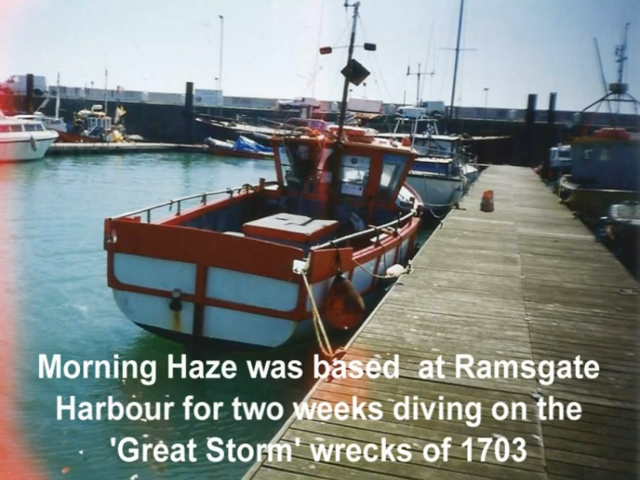 Morning Haze was based at Ramsgate
Harbour for two weeks diving on the
'Great Storm' wrecks of 1703